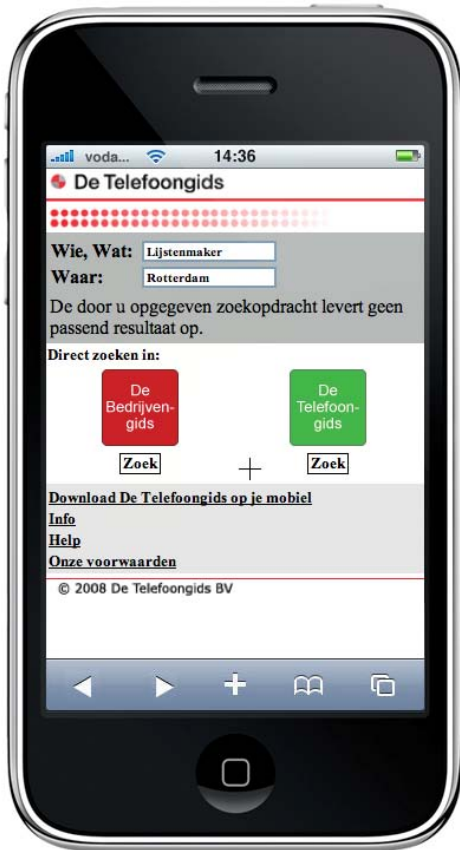 voda... 14:36
De Telefoongids
Wie, Wat: Lijstenmaker
Waar: Rotterdam
De door u opgegeven zoekopdracht levert geen
passend resultaat op.
Direct zoeken in:
De
Bedrijven-
gids
De
Telefoon-
gids
Zoek
Zoek
Download De Telefoongids op je mobiel
Info
Help
Onze voorwaarden
© 2008 De Telefoongids BV